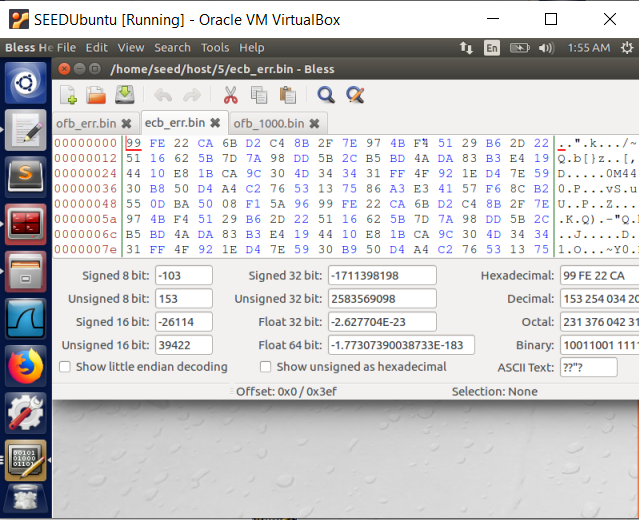 SEEDUbuntu [Running] - Oracle VM VirtualBox
Bless He File Edit View Search Tools Help En 1:55 AM
/home/seed/host/5/ecb_err.bin - Bless
ofb_err.bin ecb_err.bin ofb_1000.bin
00000000 99 FE 22 CA 6B D2 C4 8B 2F 7E 97 4B F4 51 29 B6 2D 22 ..".k.../~
00000012 51 16 62 5B 7D 7A 98 DD 5B 2C B5 BD 4A DA 83 B3 E4 19 Q.b[}z..[,
00000024 44 10 E8 1B CA 9C 30 4D 34 34 31 FF 4F 92 1E D4 7E 59 D.....0M44
00000036 30 B8 50 D4 A4 C2 76 53 13 75 86 A3 E3 41 57 F6 8C B2 0.P...vS.u
00000048 55 0D BA 50 08 F1 5A 96 99 FE 22 CA 6B D2 C4 8B 2F 7E U..P..Z...
0000005a 97 4B F4 51 29 B6 2D 22 51 16 62 5B 7D 7A 98 DD 5B 2C .K.Q).-"Q.
0000006c B5 BD 4A DA 83 B3 E4 19 44 10 E8 1B CA 9C 30 4D 34 34 ..J.....D.
0000007e 31 FF 4F 92 1E D4 7E 59 30 B9 50 D4 A4 C2 76 53 13 75 1.O...~Y0.
Signed 8 bit: -103 Signed 32 bit: -1711398198 Hexadecimal: 99 FE 22 CA
Unsigned 8 bit: 153 Unsigned 32 bit: 2583569098 Decimal: 153 254 034 20
Signed 16 bit: -26114 Float 32 bit: -2.627704E-23 Octal: 231 376 042 31
Unsigned 16 bit: 39422 Float 64 bit: -1.77307390038733E-183 Binary: 10011001 1111
Show little endian decoding Show unsigned as hexadecimal ASCII Text: ??"?
Offset: 0x0 / 0x3ef Selection: None